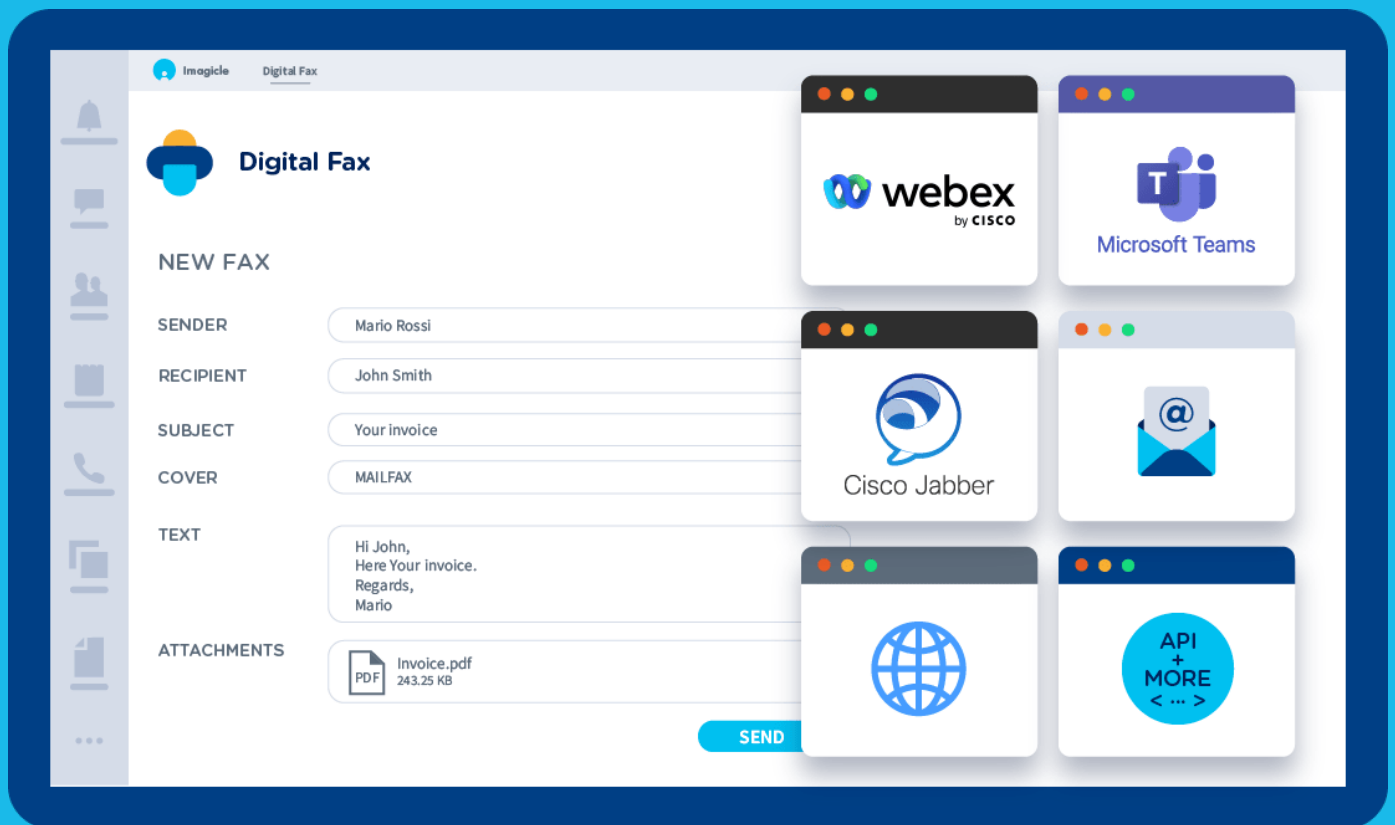 Imagicle Digital Fax
Digital Fax
NEW FAX
SENDER Mario Rossi
RECIPIENT John Smith
SUBJECT Your invoice
COVER MAILFAX
TEXT
Hi John,
Here Your invoice.
Regards,
Mario
ATTACHMENTS
PDF
Invoice.pdf
243.25 KB
SEND
webex
by CISCO
T
Microsoft Teams
Cisco Jabber
@
API
+
MORE
< ··· >